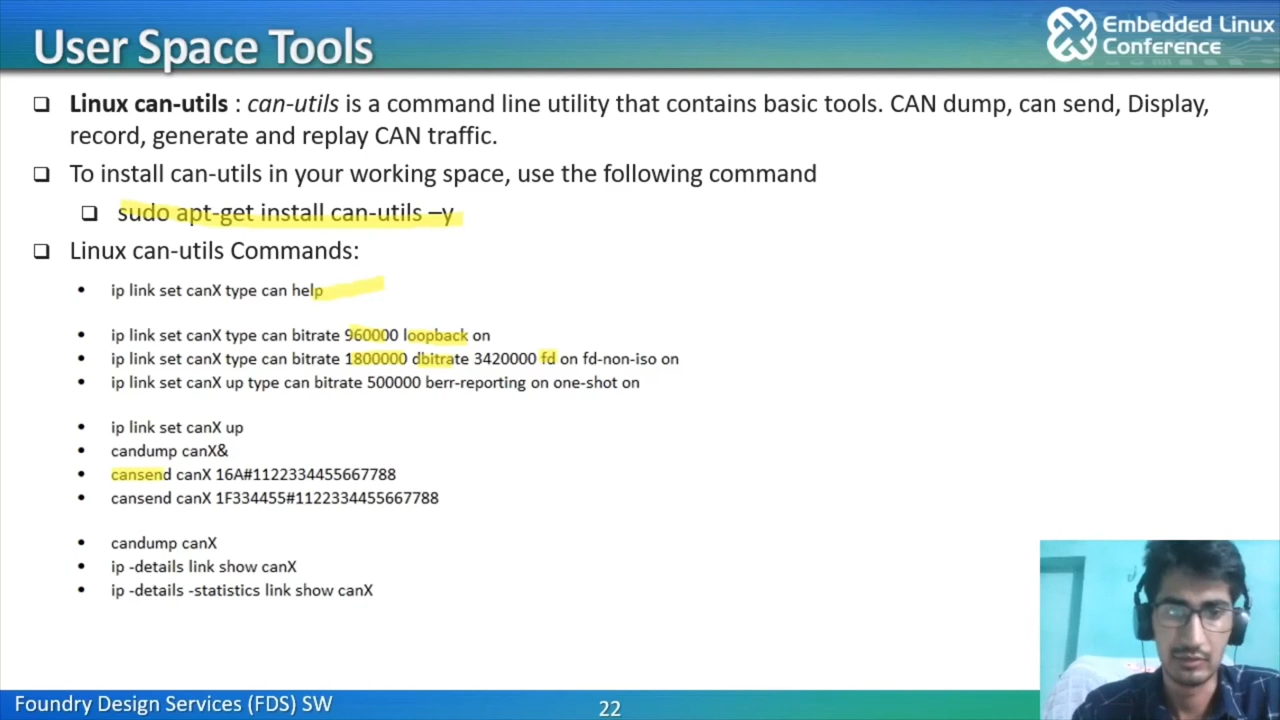 User Space Tools
Embedded Linux
Conference
Linux can-utils : can-utils is a command line utility that contains basic tools. CAN dump, can send, Display,
record, generate and replay CAN traffic.
To install can-utils in your working space, use the following command
sudo apt-get install can-utils –y
Linux can-utils Commands:
ip link set canX type can help
ip link set canX type can bitrate 960000 loopback on
ip link set canX type can bitrate 1800000 dbitrate 3420000 fd on fd-non-iso on
ip link set canX up type can bitrate 500000 berr-reporting on one-shot on
ip link set canX up
candump canX&
cansend canX 16A#1122334455667788
cansend canX 1F334455#1122334455667788
candump canX
ip -details link show canX
ip -details -statistics link show canX
Foundry Design Services (FDS) SW
22